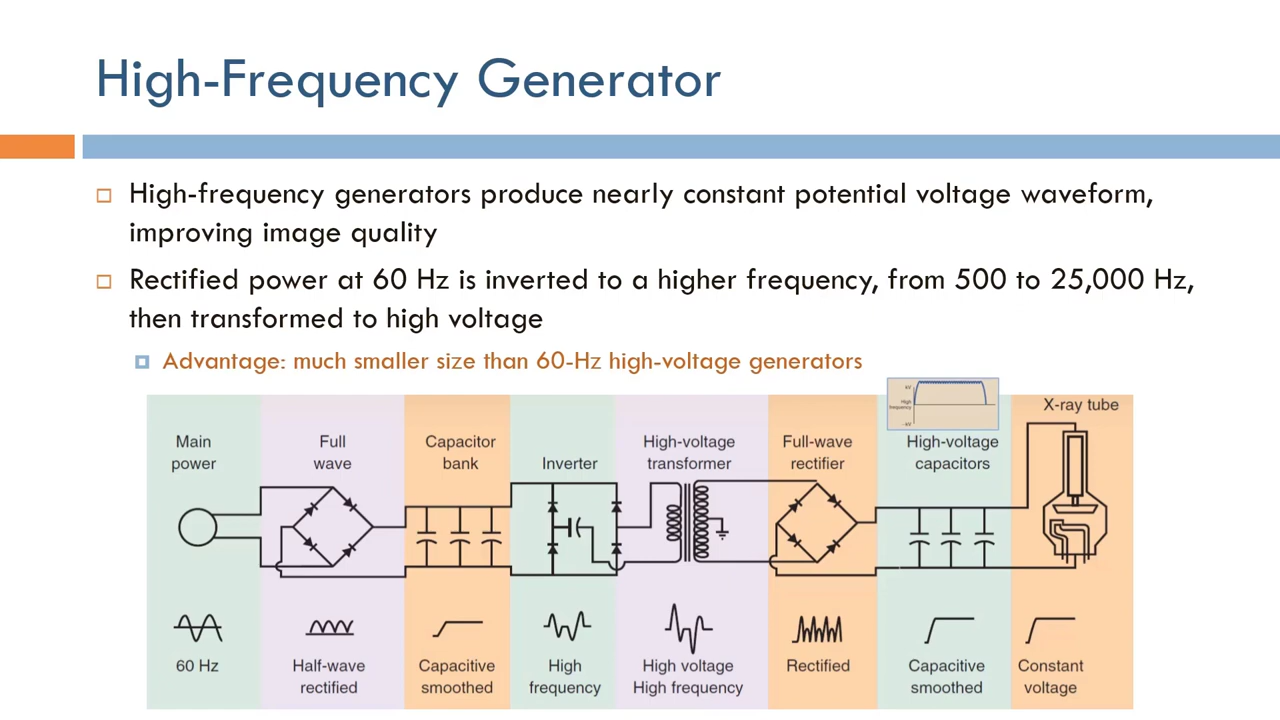 High-Frequency Generator
High-frequency generators produce nearly constant potential voltage waveform,
improving image quality
Rectified power at 60 Hz is inverted to a higher frequency, from 500 to 25,000 Hz,
then transformed to high voltage
Advantage: much smaller size than 60-Hz high-voltage generators
kV
High
frequency
-kV
X-ray tube
Main
power
Full
wave
Capacitor
bank
Inverter
High-voltage
transformer
Full-wave
rectifier
High-voltage
capacitors
60 Hz
Half-wave
rectified
Capacitive
smoothed
High
frequency
High voltage
High frequency
Rectified
Capacitive
smoothed
Constant
voltage